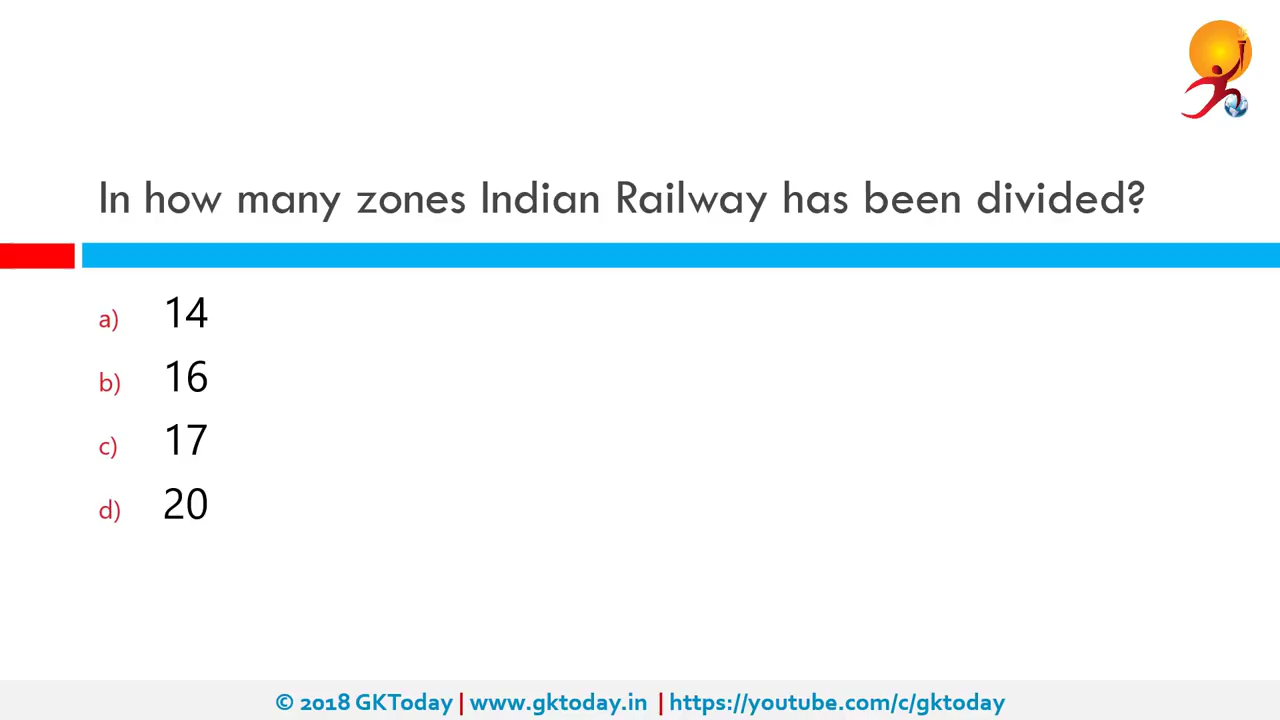 In how many zones Indian Railway has been divided?
a) 14
b) 16
c) 17
d) 20
© 2018 GKToday | www.gktoday.in | https://youtube.com/c/gktoday